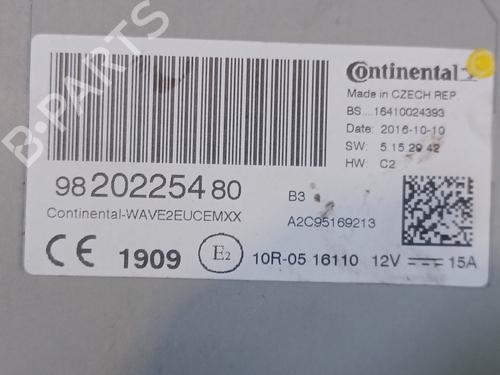 Continental
Made in CZECH REP
BS....16410024393
Date: 2016-10-10
SW: 5.15 29 42
HW: C2
98 202254 80
B3
Continental-WAVE2EUCEMXX
A2C95169213
CE 1909 E2 10R-05 16110 12V 15A
B-PARTS